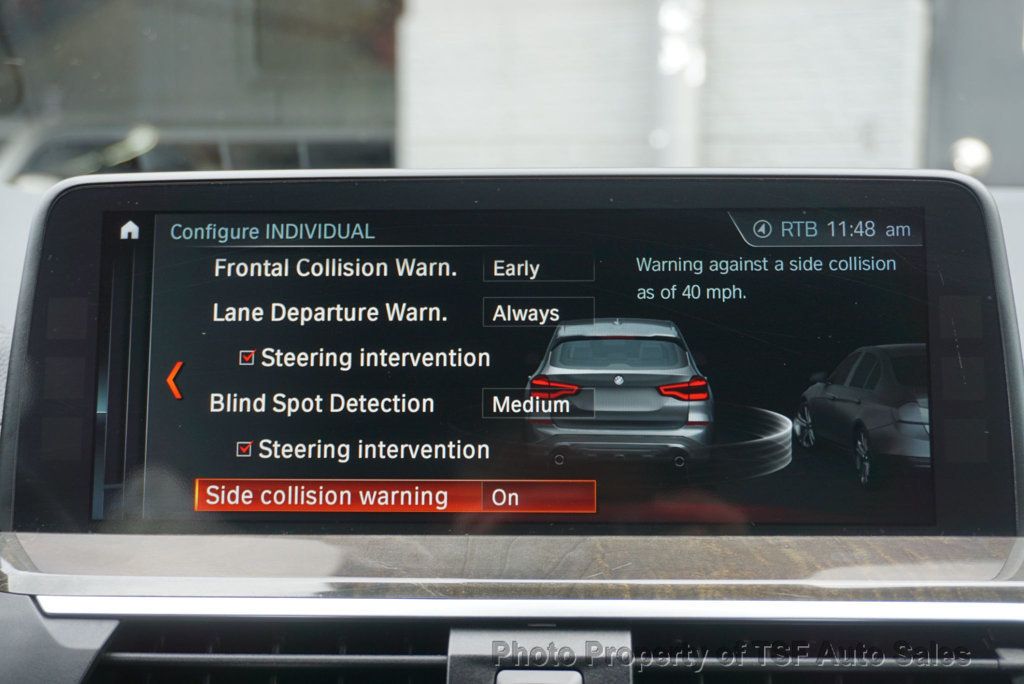 Configure INDIVIDUAL
RTB 11:48 am
Frontal Collision Warn. Early
Lane Departure Warn. Always
Steering intervention
Blind Spot Detection Medium
Steering intervention
Side collision warning On
Warning against a side collision
as of 40 mph.
Photo Property of TSF Auto Sales